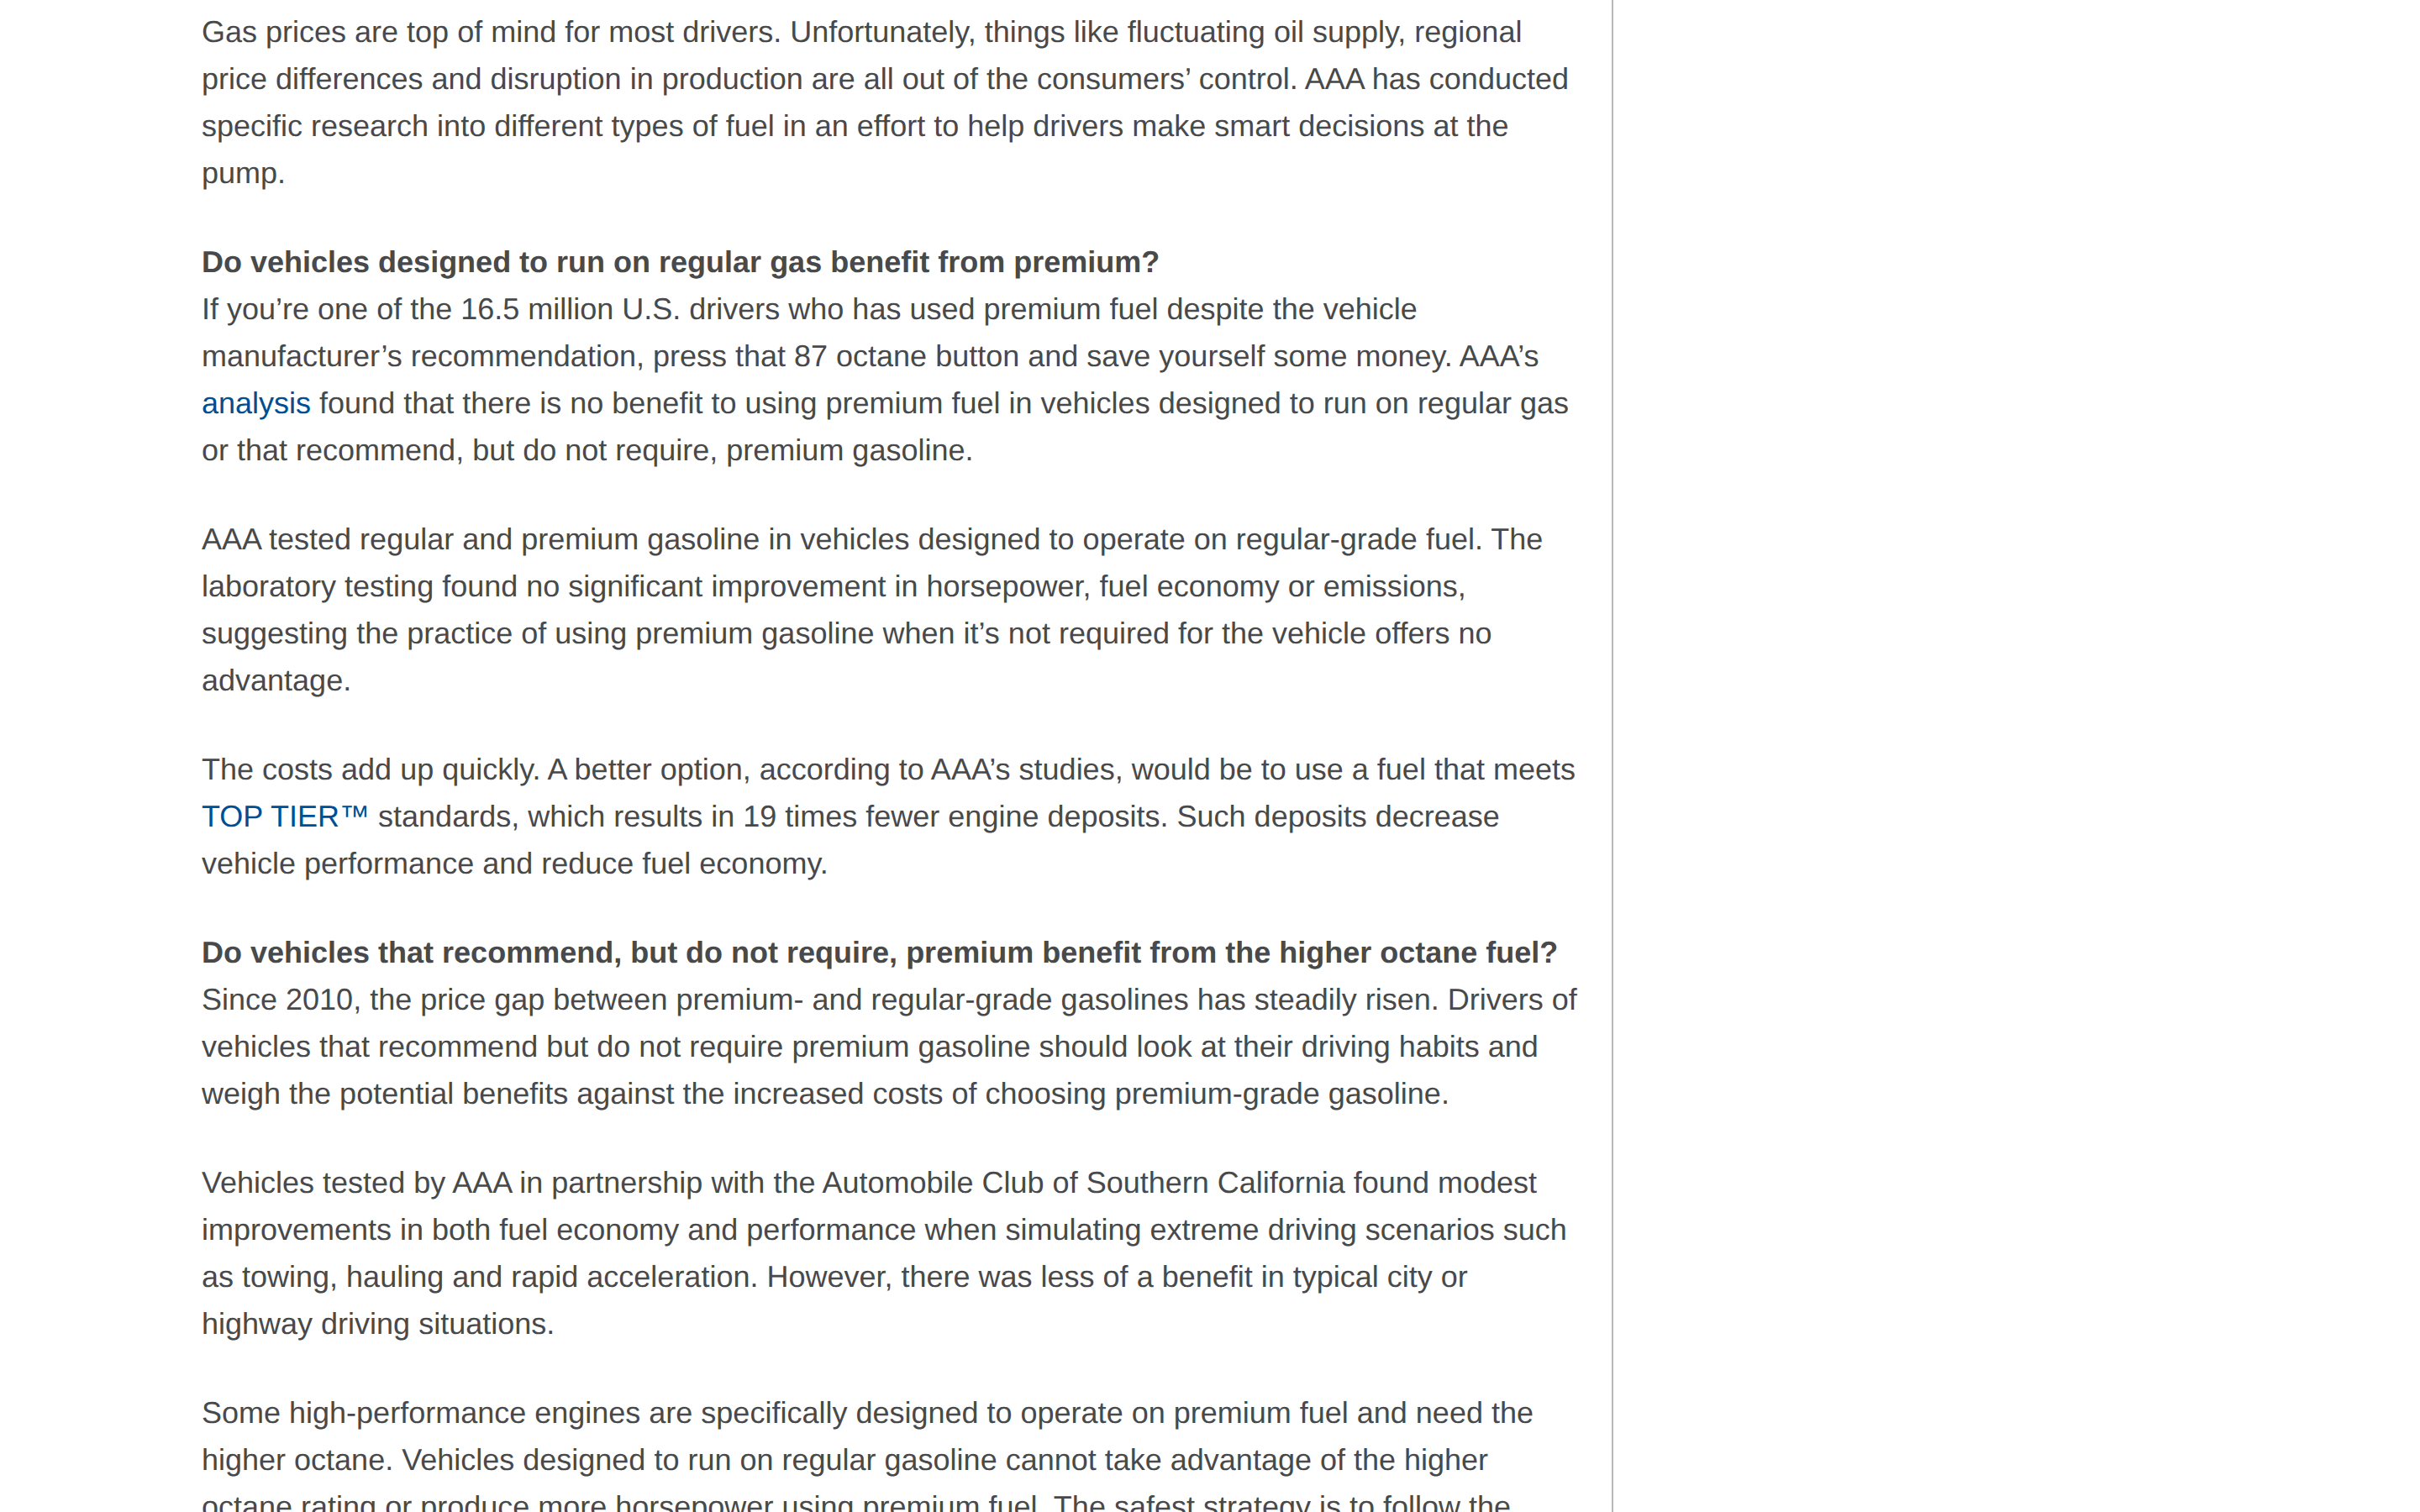 Gas prices are top of mind for most drivers. Unfortunately, things like fluctuating oil supply, regional
price differences and disruption in production are all out of the consumers’ control. AAA has conducted
specific research into different types of fuel in an effort to help drivers make smart decisions at the
pump.
Do vehicles designed to run on regular gas benefit from premium?
If you’re one of the 16.5 million U.S. drivers who has used premium fuel despite the vehicle
manufacturer’s recommendation, press that 87 octane button and save yourself some money. AAA’s
analysis found that there is no benefit to using premium fuel in vehicles designed to run on regular gas
or that recommend, but do not require, premium gasoline.
AAA tested regular and premium gasoline in vehicles designed to operate on regular-grade fuel. The
laboratory testing found no significant improvement in horsepower, fuel economy or emissions,
suggesting the practice of using premium gasoline when it’s not required for the vehicle offers no
advantage.
The costs add up quickly. A better option, according to AAA’s studies, would be to use a fuel that meets
TOP TIER™ standards, which results in 19 times fewer engine deposits. Such deposits decrease
vehicle performance and reduce fuel economy.
Do vehicles that recommend, but do not require, premium benefit from the higher octane fuel?
Since 2010, the price gap between premium- and regular-grade gasolines has steadily risen. Drivers of
vehicles that recommend but do not require premium gasoline should look at their driving habits and
weigh the potential benefits against the increased costs of choosing premium-grade gasoline.
Vehicles tested by AAA in partnership with the Automobile Club of Southern California found modest
improvements in both fuel economy and performance when simulating extreme driving scenarios such
as towing, hauling and rapid acceleration. However, there was less of a benefit in typical city or
highway driving situations.
Some high-performance engines are specifically designed to operate on premium fuel and need the
higher octane. Vehicles designed to run on regular gasoline cannot take advantage of the higher
octane rating or produce more horsepower using premium fuel. The safest strategy is to follow the